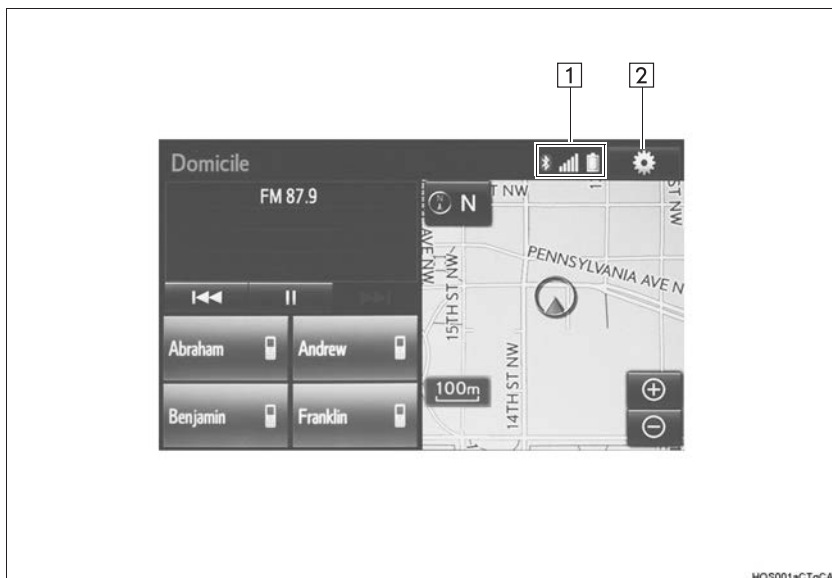 1
2
Domicile
FM 87.9
N
T NW
ST NW
AVE NW
PENNSYLVANIA AVE N
15TH ST NW
14TH ST NW
Abraham
Andrew
Benjamin
Franklin
100m